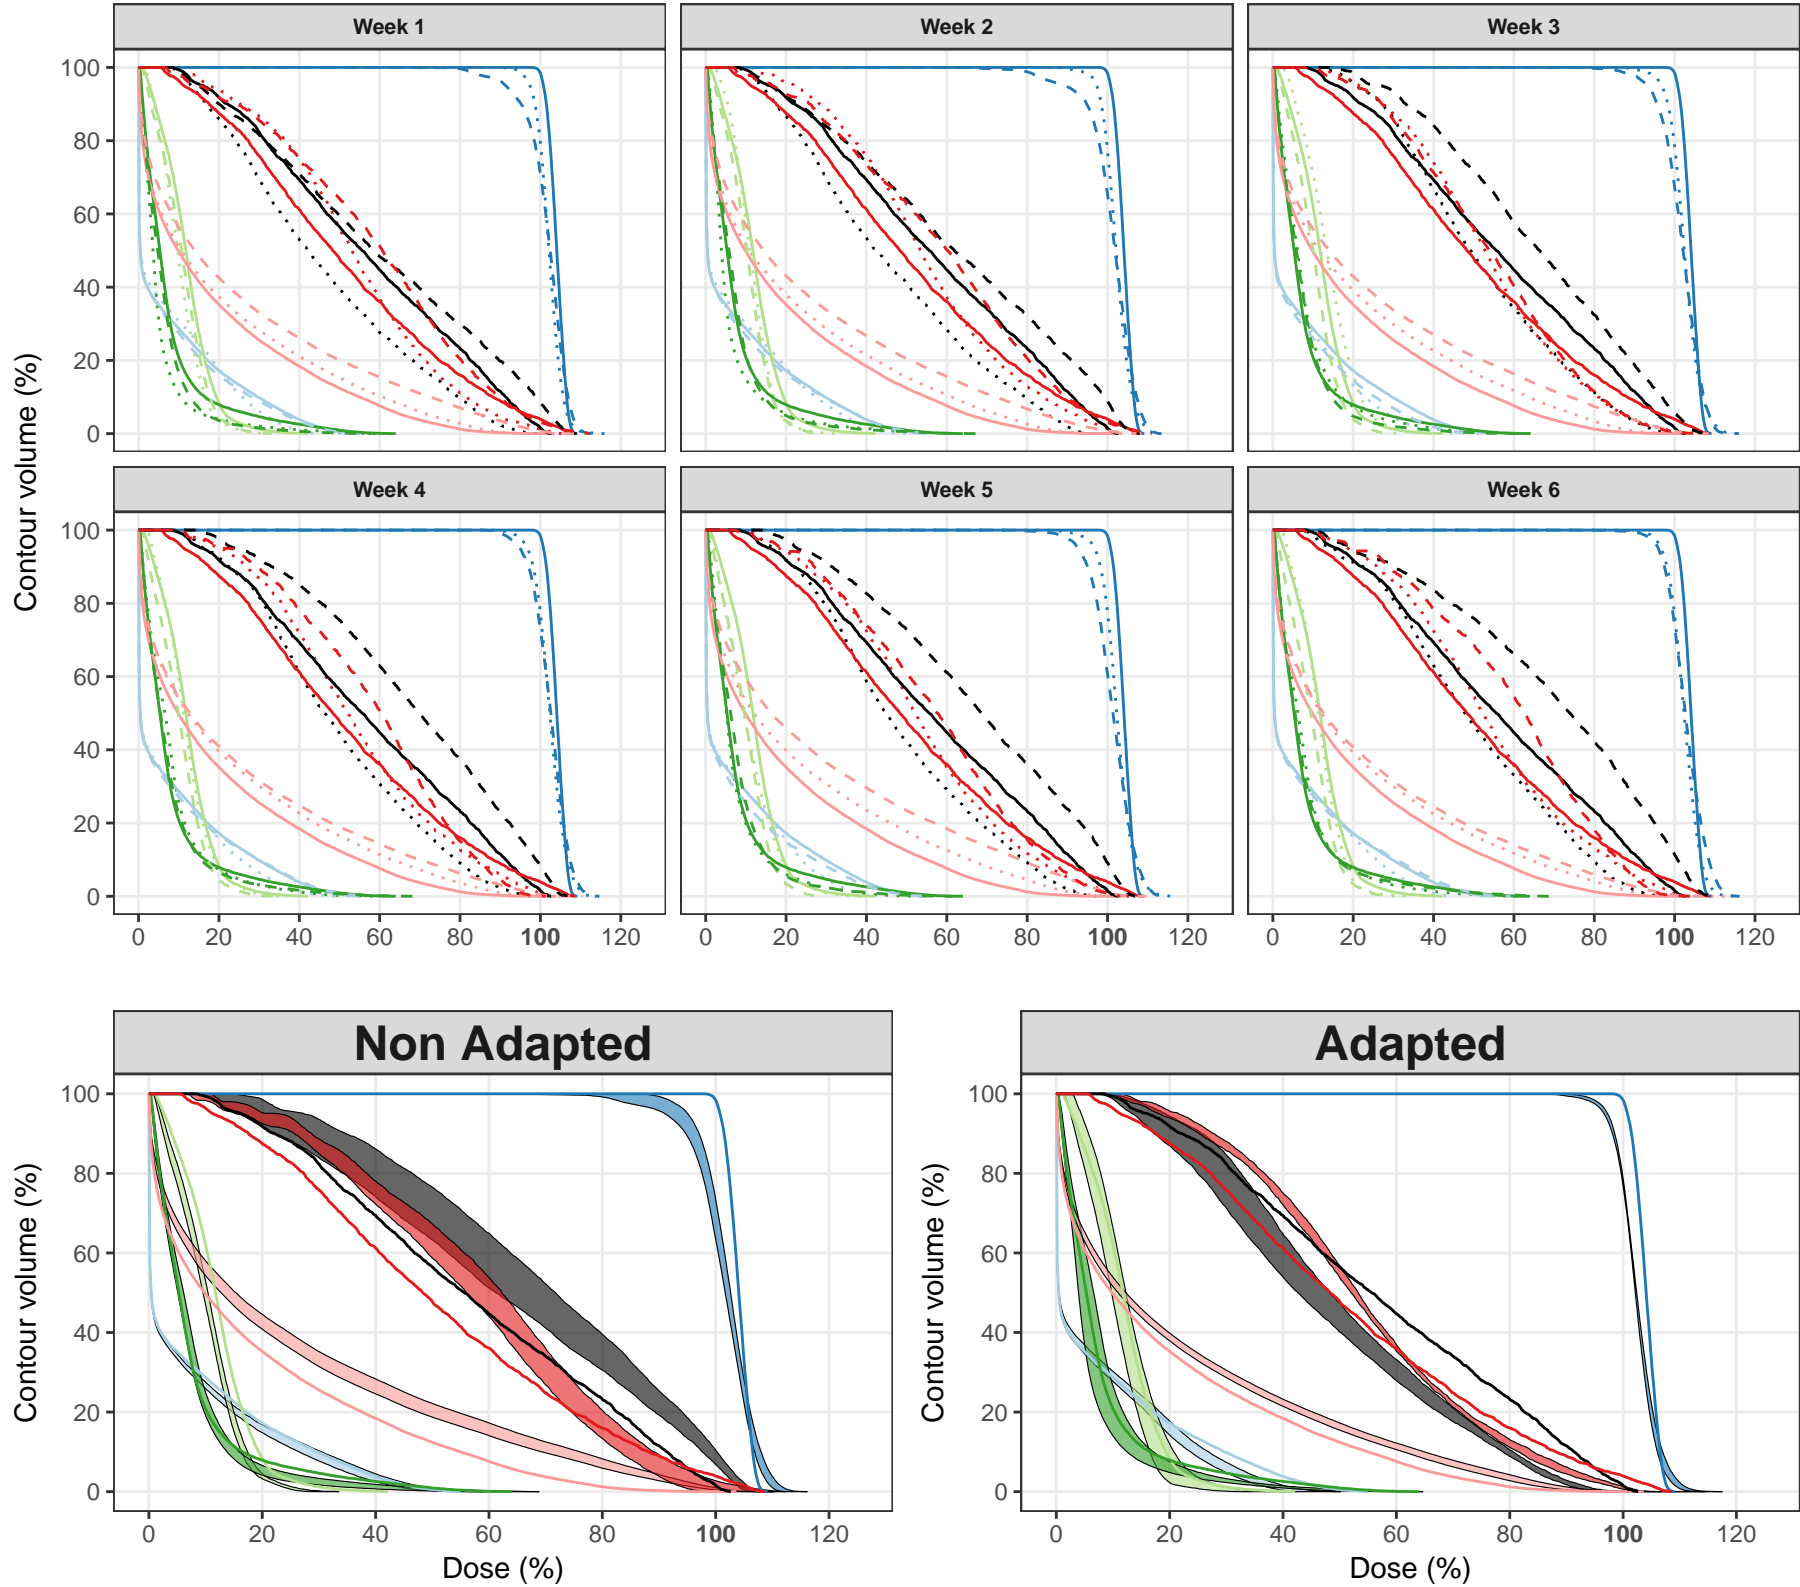 Week 1 Week 2 Week 3
100
80
60
40
20
0
Week 4 Week 5 Week 6
100
80
60
40
20
0
0 20 40 60 80 100 120 0 20 40 60 80 100 120 0 20 40 60 80 100 120
Contour volume (%)
Non Adapted Adapted
100 100
80 80
60 60
40 40
20 20
0 0
0 20 40 60 80 100 120 0 20 40 60 80 100 120
Contour volume (%) Contour volume (%)
Dose (%) Dose (%)